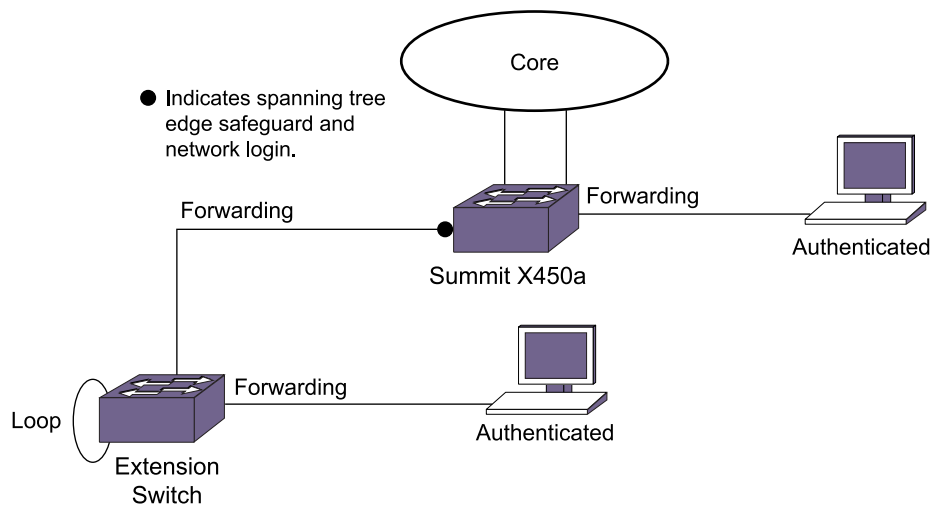 Core
Indicates spanning tree
edge safeguard and
network login.
Forwarding
Forwarding
Authenticated
Summit X450a
Forwarding
Authenticated
Loop
Extension
Switch